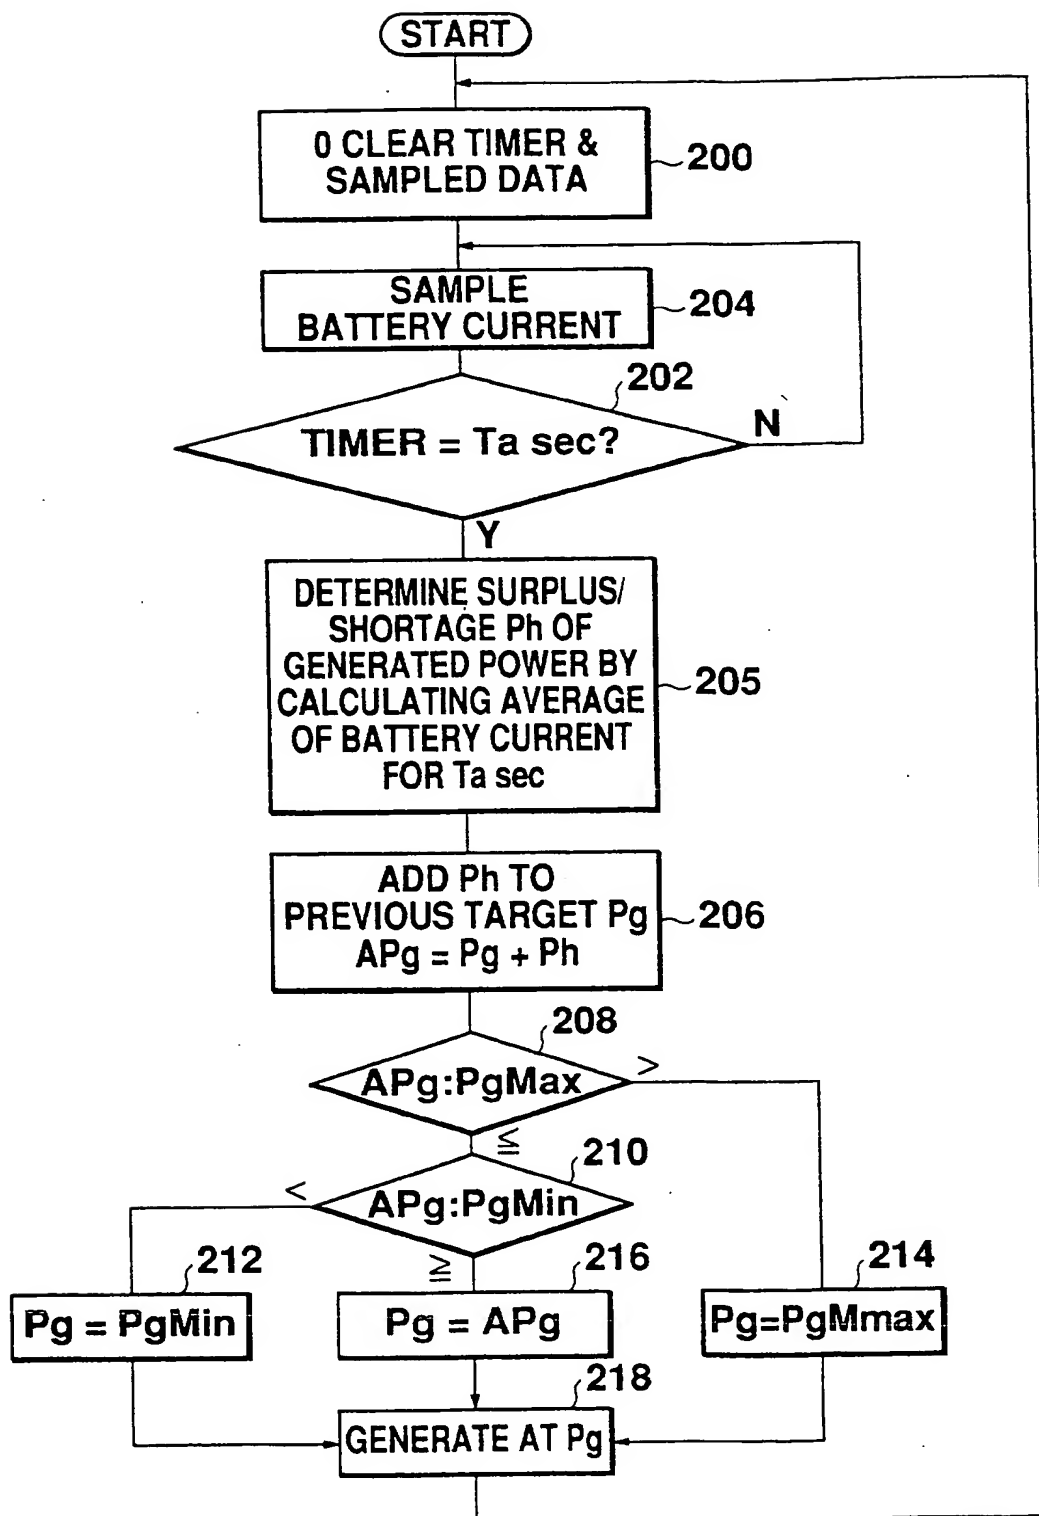 START
0 CLEAR TIMER &
SAMPLED DATA
200
SAMPLE
BATTERY CURRENT
204
202
TIMER = Ta sec?
N
Y
DETERMINE SURPLUS/
SHORTAGE Ph OF
GENERATED POWER BY
CALCULATING AVERAGE
OF BATTERY CURRENT
FOR Ta sec
205
ADD Ph TO
PREVIOUS TARGET Pg
APg = Pg + Ph
206
208
APg:PgMax
>
≦
210
APg:PgMin
<
≧
212
Pg = PgMin
216
Pg = APg
214
Pg=PgMmax
218
GENERATE AT Pg